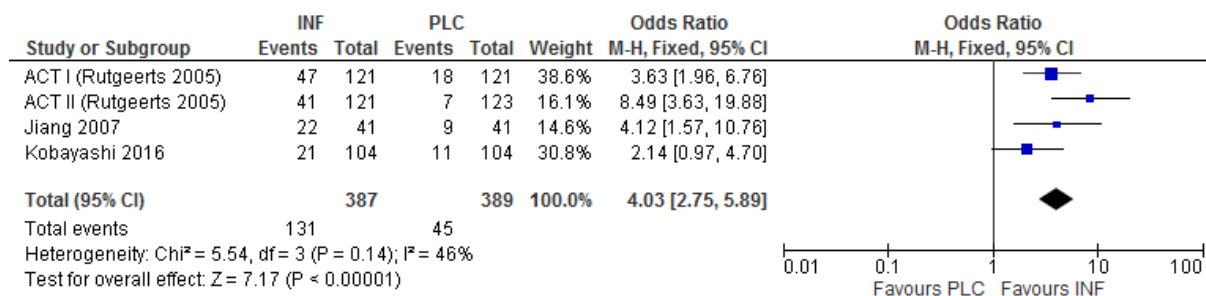 INF PLC Odds Ratio Odds Ratio
Study or Subgroup Events Total Events Total Weight M-H, Fixed, 95% CI M-H, Fixed, 95% CI
ACT I (Rutgeerts 2005) 47 121 18 121 38.6% 3.63 [1.96, 6.76]
ACT II (Rutgeerts 2005) 41 121 7 123 16.1% 8.49 [3.63, 19.88]
Jiang 2007 22 41 9 41 14.6% 4.12 [1.57, 10.76]
Kobayashi 2016 21 104 11 104 30.8% 2.14 [0.97, 4.70]
Total (95% CI) 387 389 100.0% 4.03 [2.75, 5.89]
Total events 131 45
Heterogeneity: Chi² = 5.54, df = 3 (P = 0.14); I² = 46%
Test for overall effect: Z = 7.17 (P < 0.00001)
0.01 0.1 1 10 100
Favours PLC Favours INF